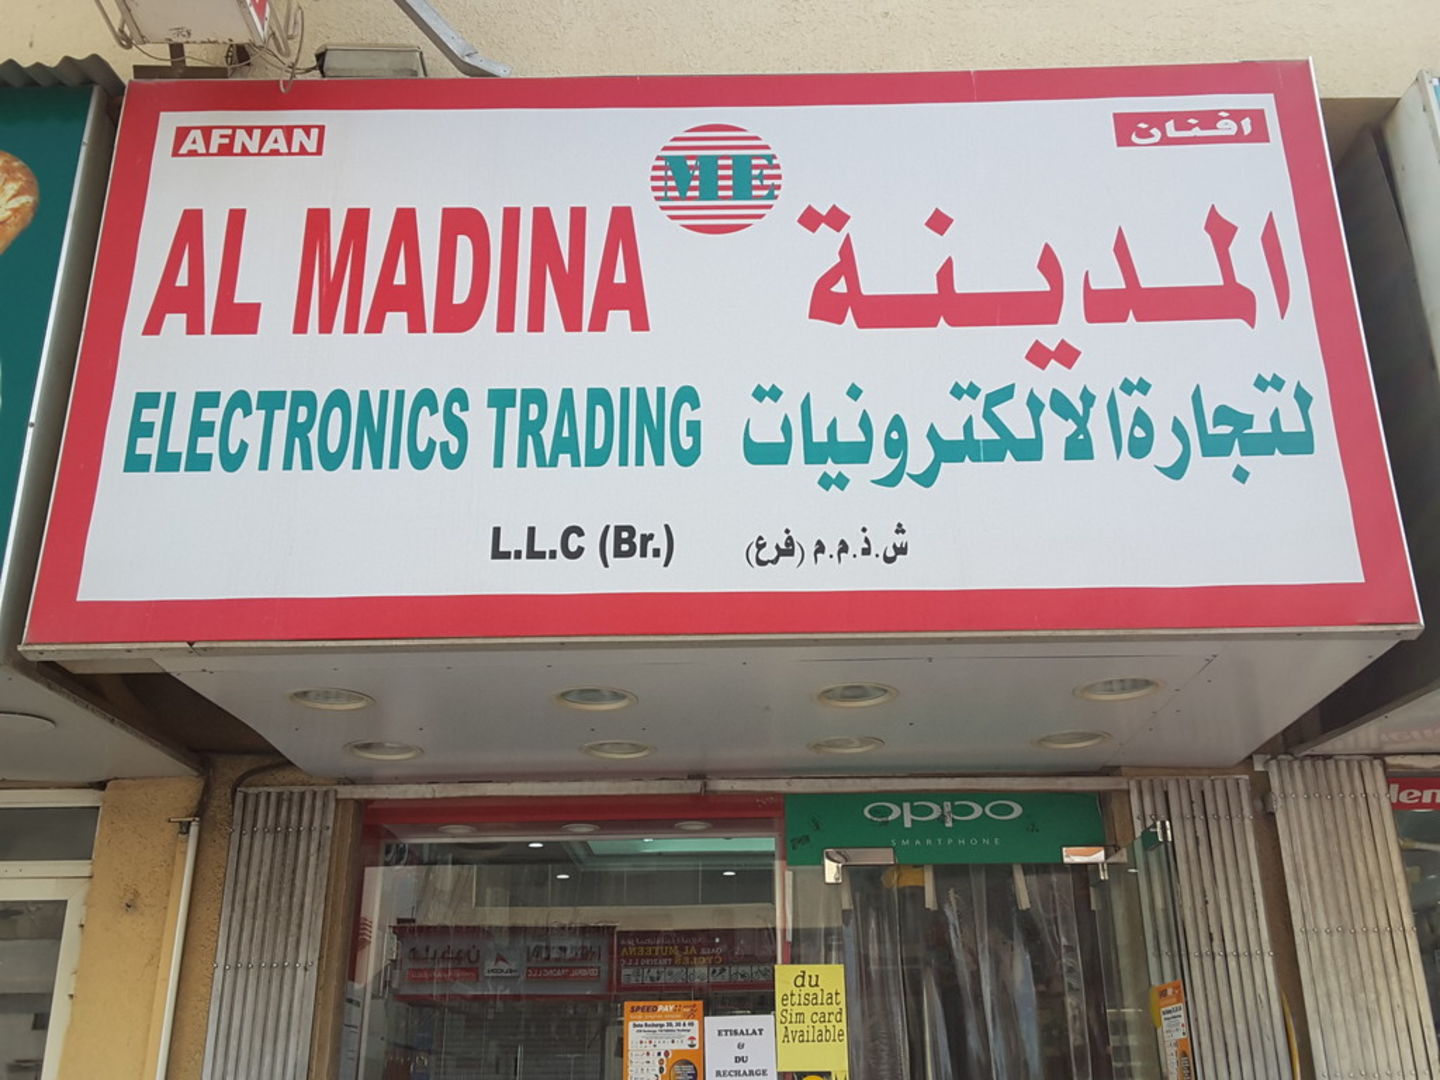 AFNAN
افنان
ME
AL MADINA
المدينة
ELECTRONICS TRADING
لتجارة الالكترونيات
L.L.C (Br.)
ش.ذ.م.م (فرع)
oppo
SMARTPHONE
du
etisalat
Sim card
Available
SPEEDPAY
ETISALAT
&
DU
RECHARGE